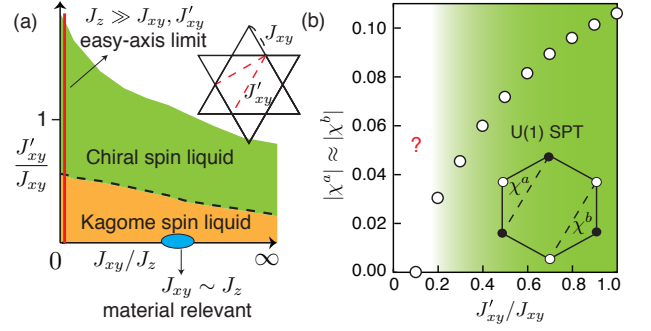 (a)
J_z ≫ J_xy, J′_xy
easy-axis limit
J_xy
J′_xy
1
J′_xy
J_xy
Chiral spin liquid
Kagome spin liquid
0
J_xy/J_z
∞
J_xy ∼ J_z
material relevant
(b)
0.10
0.08
0.06
0.04
0.02
0.00
|χ^a| ≈ |χ^b|
?
U(1) SPT
χ^a
χ^b
0 0.2 0.4 0.6 0.8 1.0
J′_xy/J_xy